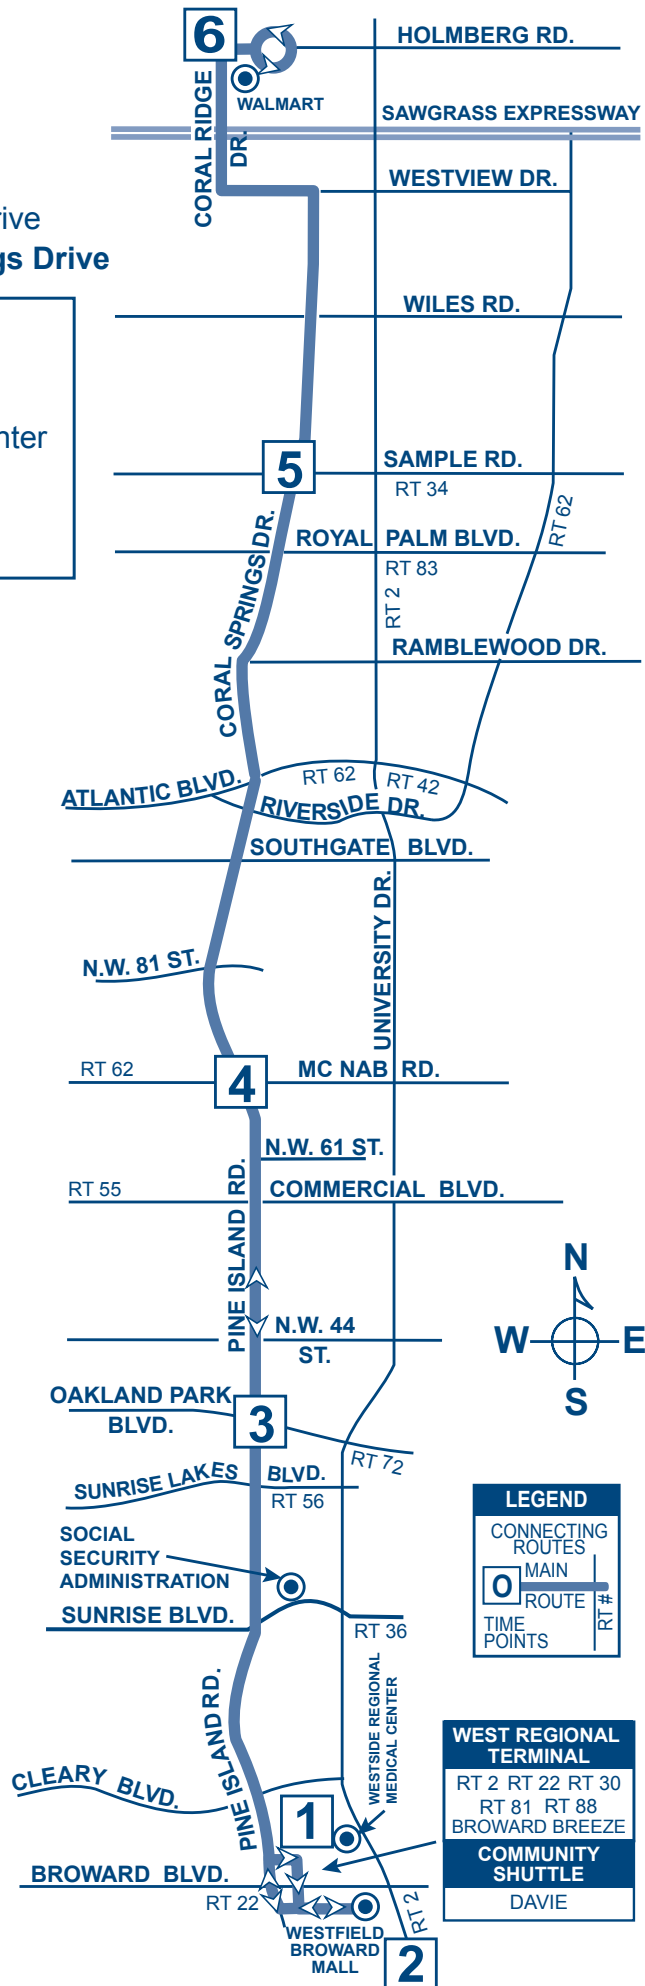 6
HOLMBERG RD.
WALMART
CORAL RIDGE
DR.
SAWGRASS EXPRESSWAY
WESTVIEW DR.
rive
gs Drive
WILES RD.
nter
5
SAMPLE RD.
RT 34
RT 62
ROYAL PALM BLVD.
RT 83
RT 2
CORAL SPRINGS DR.
RAMBLEWOOD DR.
ATLANTIC BLVD.
RT 62
RT 42
RIVERSIDE DR.
SOUTHGATE BLVD.
UNIVERSITY DR.
N.W. 81 ST.
RT 62
4
MC NAB RD.
N.W. 61 ST.
RT 55
COMMERCIAL BLVD.
PINE ISLAND RD.
N.W. 44
ST.
N
W
E
S
OAKLAND PARK
BLVD.
3
RT 72
SUNRISE LAKES BLVD.
RT 56
SOCIAL
SECURITY
ADMINISTRATION
SUNRISE BLVD.
RT 36
LEGEND
CONNECTING
ROUTES
O
MAIN
ROUTE
RT #
TIME
POINTS
PINE ISLAND RD.
WESTSIDE REGIONAL
MEDICAL CENTER
CLEARY BLVD.
1
WEST REGIONAL
TERMINAL
RT 2 RT 22 RT 30
RT 81 RT 88
BROWARD BREEZE
COMMUNITY
SHUTTLE
DAVIE
BROWARD BLVD.
RT 22
RT 2
WESTFIELD
BROWARD
MALL
2